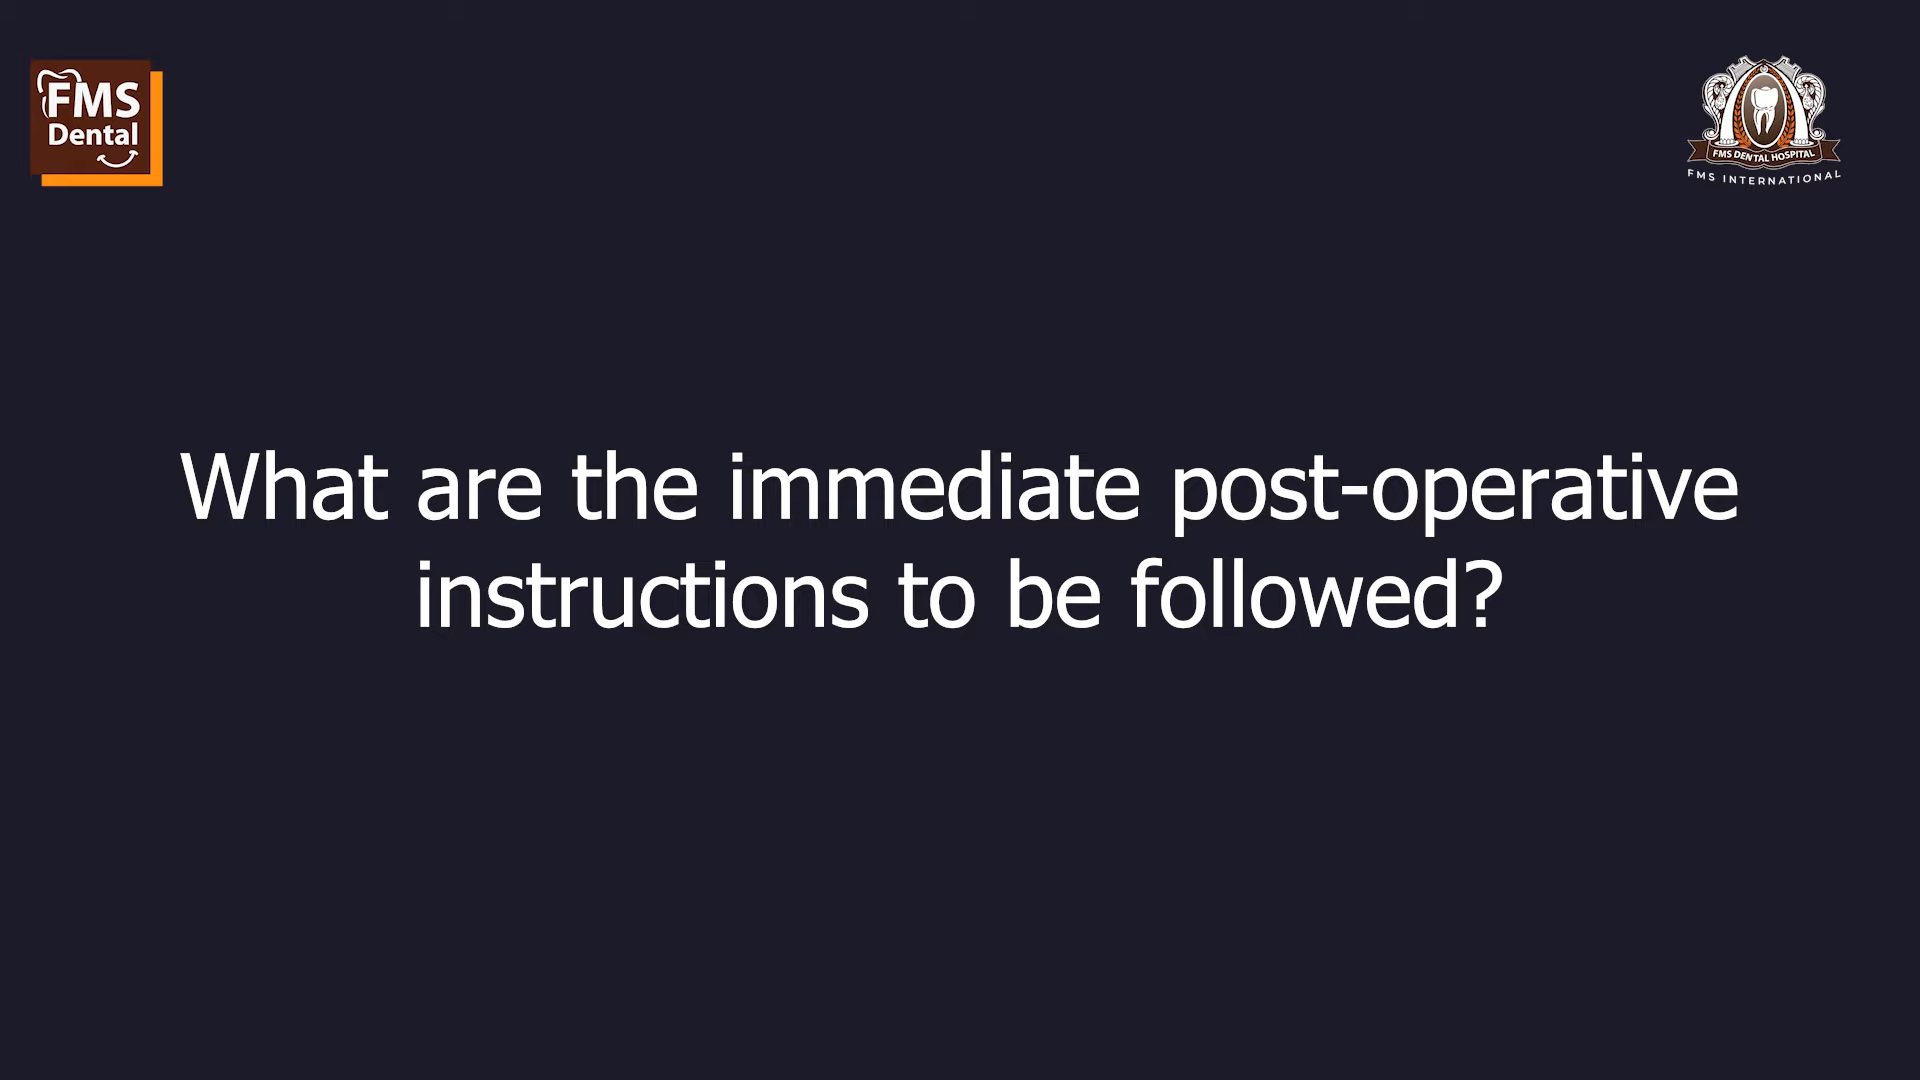 FMS
Dental
FMS DENTAL HOSPITAL
FMS INTERNATIONAL
What are the immediate post-operative
instructions to be followed?